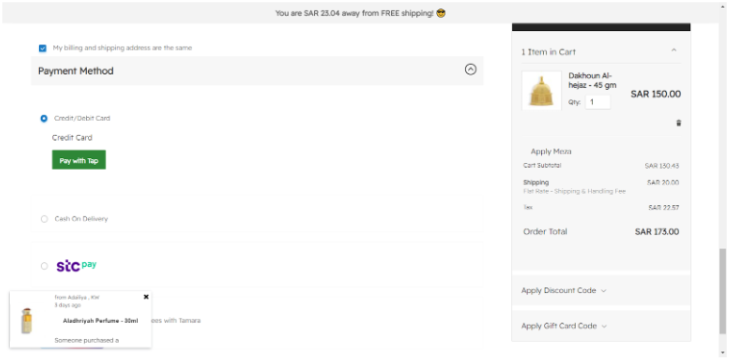 You are SAR 23.04 away from FREE shipping! 😎
My billing and shipping address are the same
Payment Method
Credit/Debit Card
Credit Card
Pay with Tap
Cash On Delivery
stc pay
from Adaliya , XW
3 days ago
Aladhriyah Perfume - 30ml
Someone purchased a
ees with Tamara
1 Item in Cart
Dakhoun Al-
hejaz - 45 gm
Qty: 1
SAR 150.00
Apply Meza
Cart Subtotal SAR 130.43
Shipping SAR 20.00
Flat Rate - Shipping & Handling Fee
Tax SAR 22.57
Order Total SAR 173.00
Apply Discount Code
Apply Gift Card Code